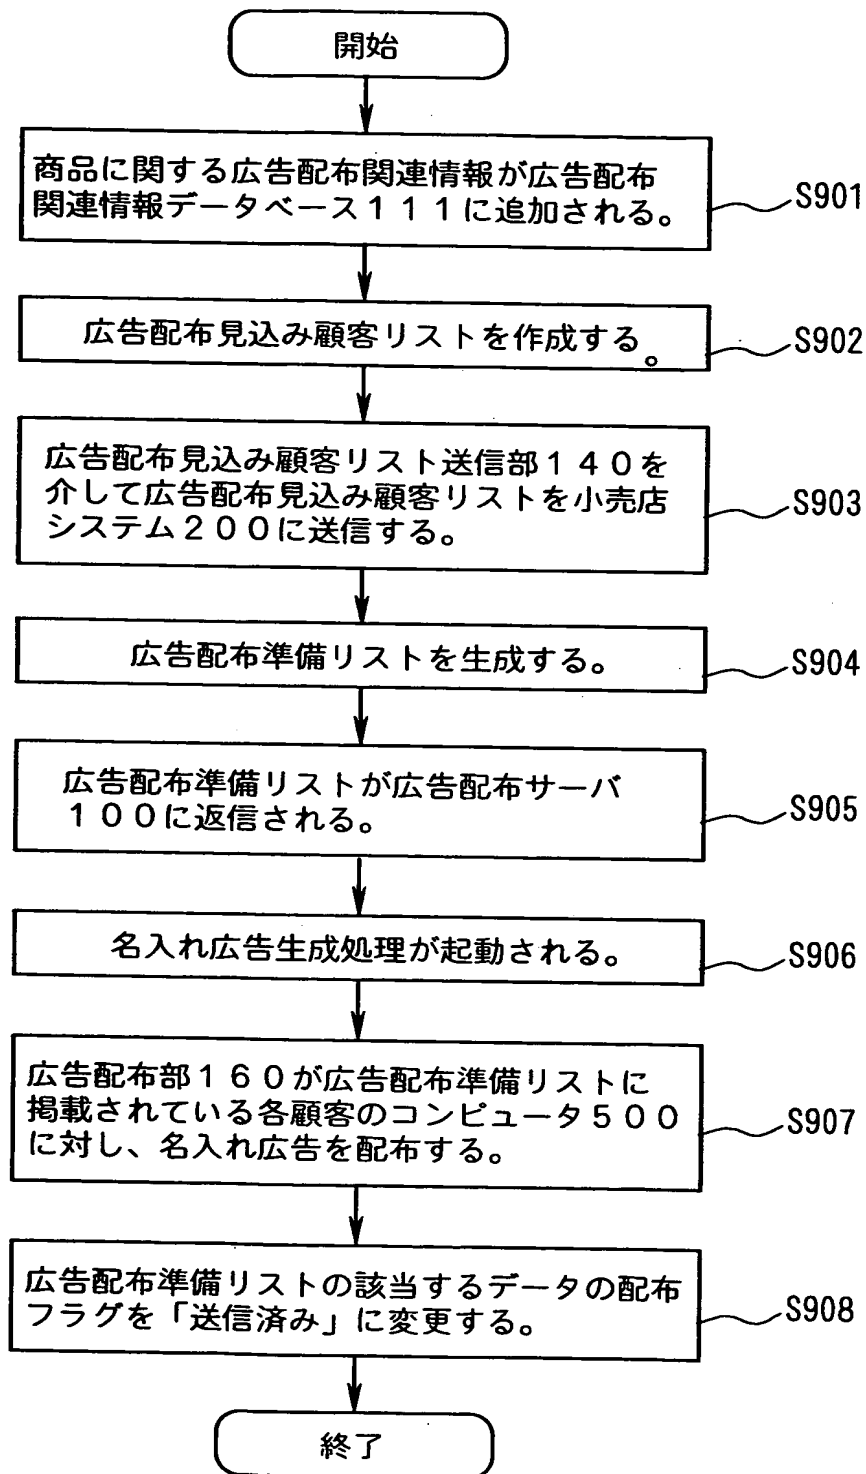 開始
商品に関する広告配布関連情報が広告配布
関連情報データベース１１１に追加される。
S901
広告配布見込み顧客リストを作成する。
S902
広告配布見込み顧客リスト送信部１４０を
介して広告配布見込み顧客リストを小売店
システム２００に送信する。
S903
広告配布準備リストを生成する。
S904
広告配布準備リストが広告配布サーバ
１００に返信される。
S905
名入れ広告生成処理が起動される。
S906
広告配布部１６０が広告配布準備リストに
掲載されている各顧客のコンピュータ５００
に対し、名入れ広告を配布する。
S907
広告配布準備リストの該当するデータの配布
フラグを「送信済み」に変更する。
S908
終了